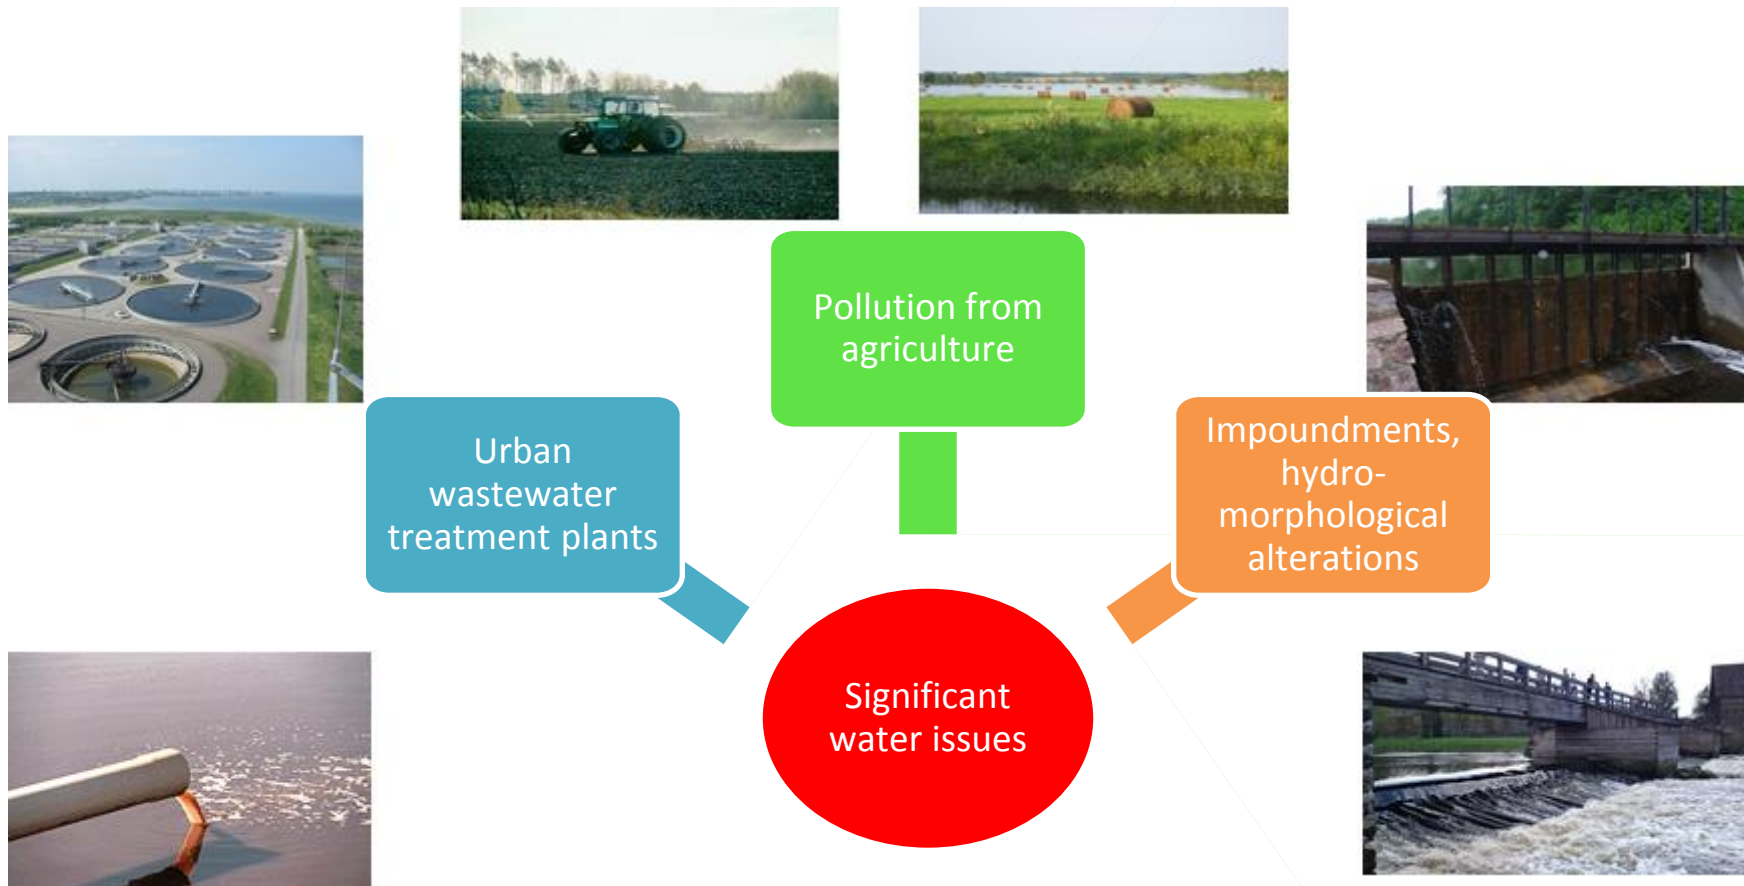 Pollution from
agriculture
Urban
wastewater
treatment plants
Impoundments,
hydro-
morphological
alterations
Significant
water issues